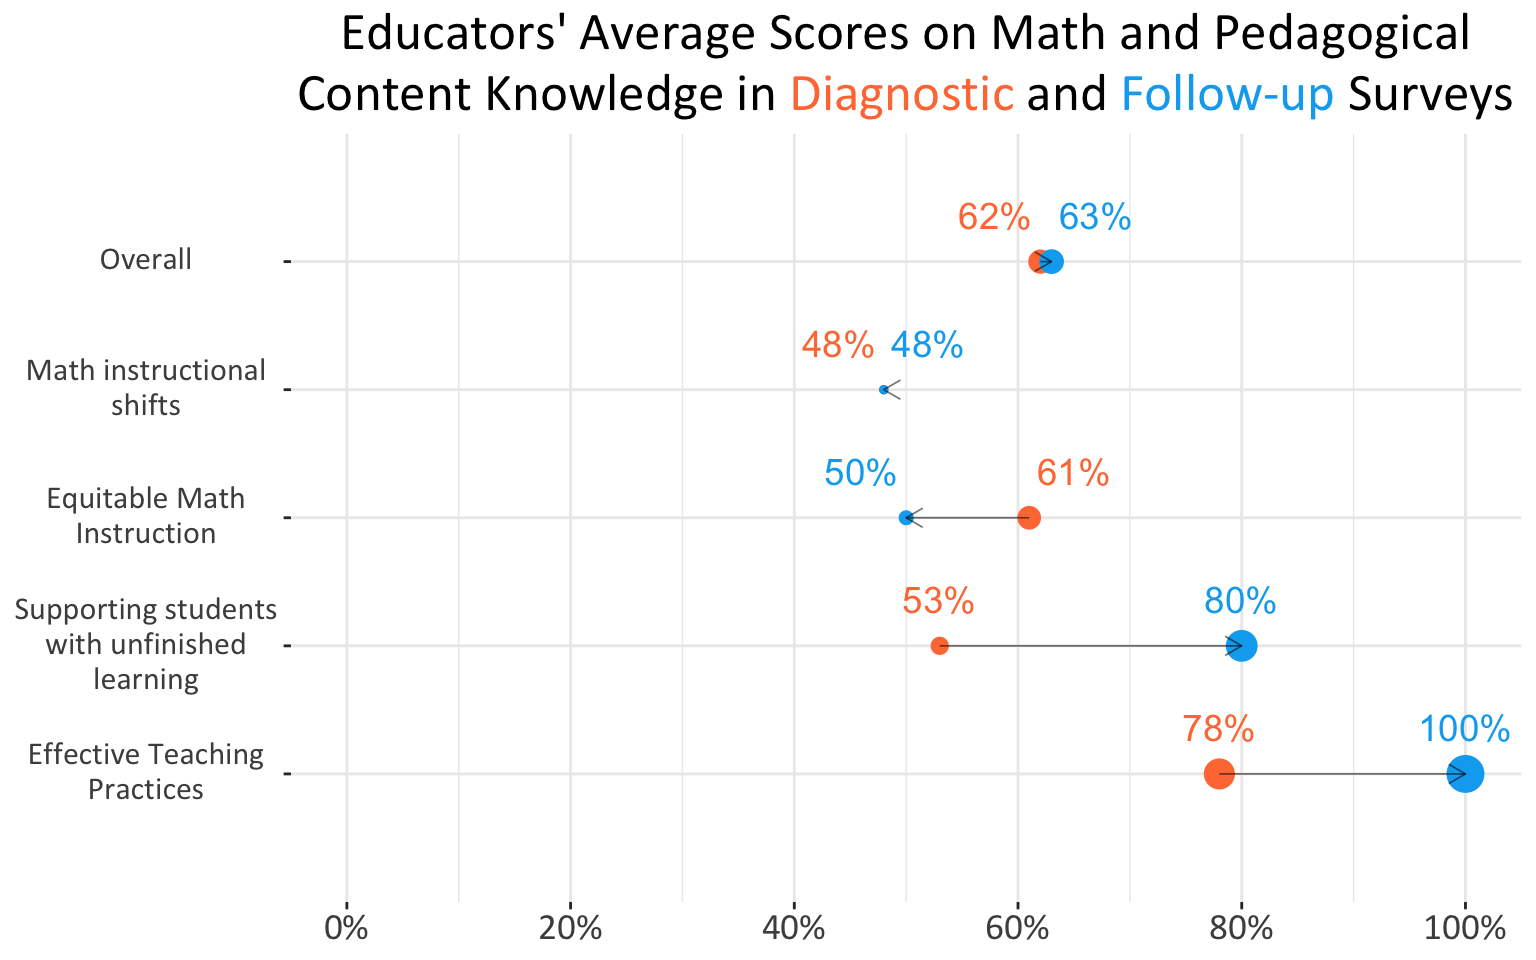 Educators' Average Scores on Math and Pedagogical
Content Knowledge in Diagnostic and Follow-up Surveys
62% 63%
Overall
48% 48%
Math instructional
shifts
50% 61%
Equitable Math
Instruction
53% 80%
Supporting students
with unfinished
learning
78% 100%
Effective Teaching
Practices
0% 20% 40% 60% 80% 100%